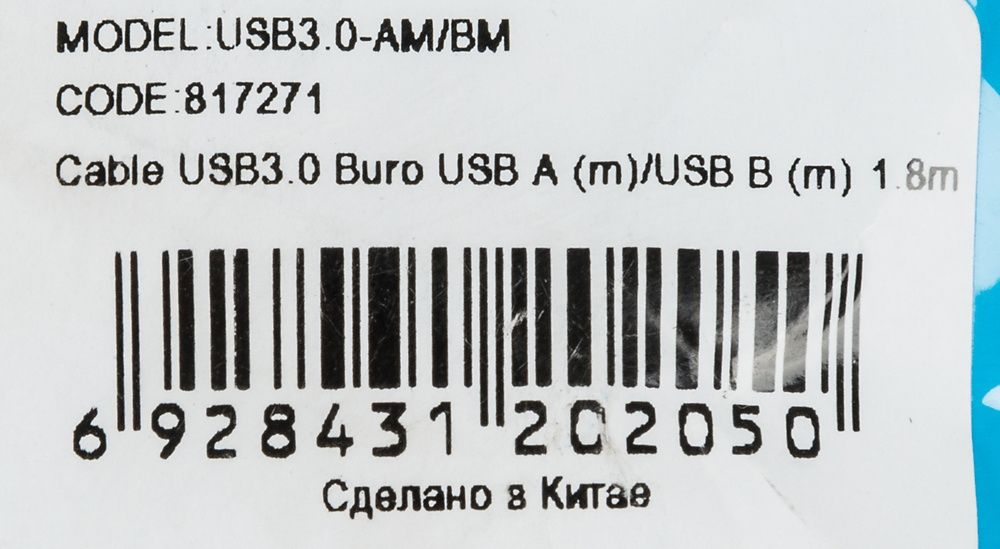 MODEL:USB3.0-AM/BM
CODE:817271
Cable USB3.0 Buro USB A (m)/USB B (m) 1.8m
6 928431 202050
Сделано в Китае